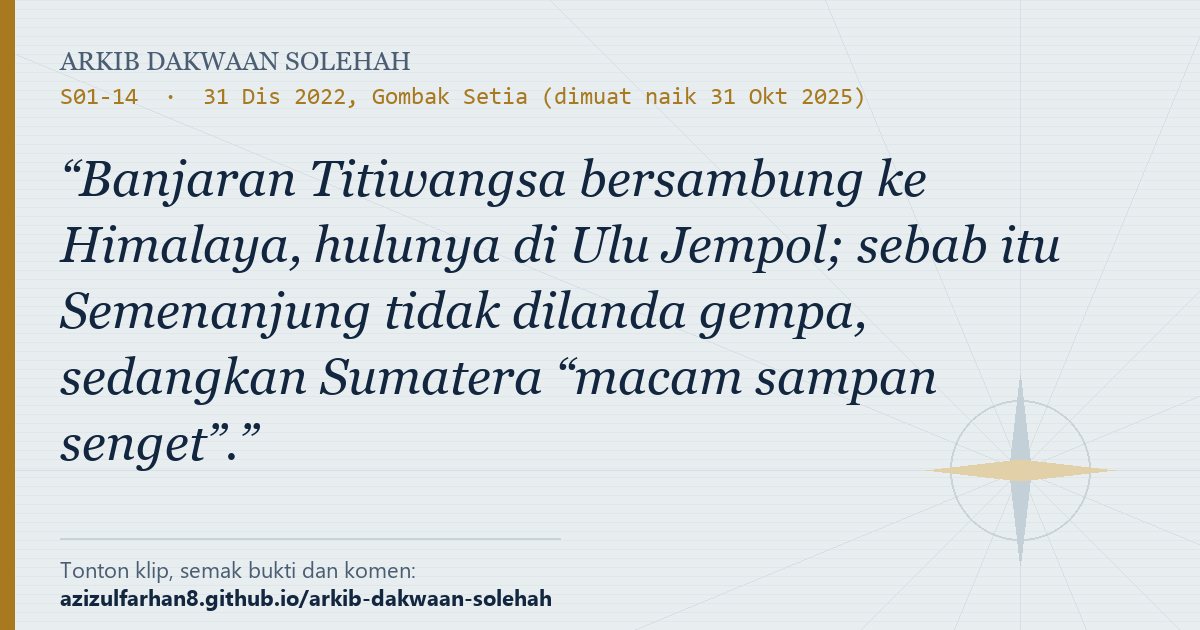 ARKIB DAKWAAN SOLEHAH
S01-14 · 31 Dis 2022, Gombak Setia (dimuat naik 31 Okt 2025)
“Banjaran Titiwangsa bersambung ke
Himalaya, hulunya di Ulu Jempol; sebab itu
Semenanjung tidak dilanda gempa,
sedangkan Sumatera “macam sampan
senget”.”
Tonton klip, semak bukti dan komen:
azizulfarhan8.github.io/arkib-dakwaan-solehah